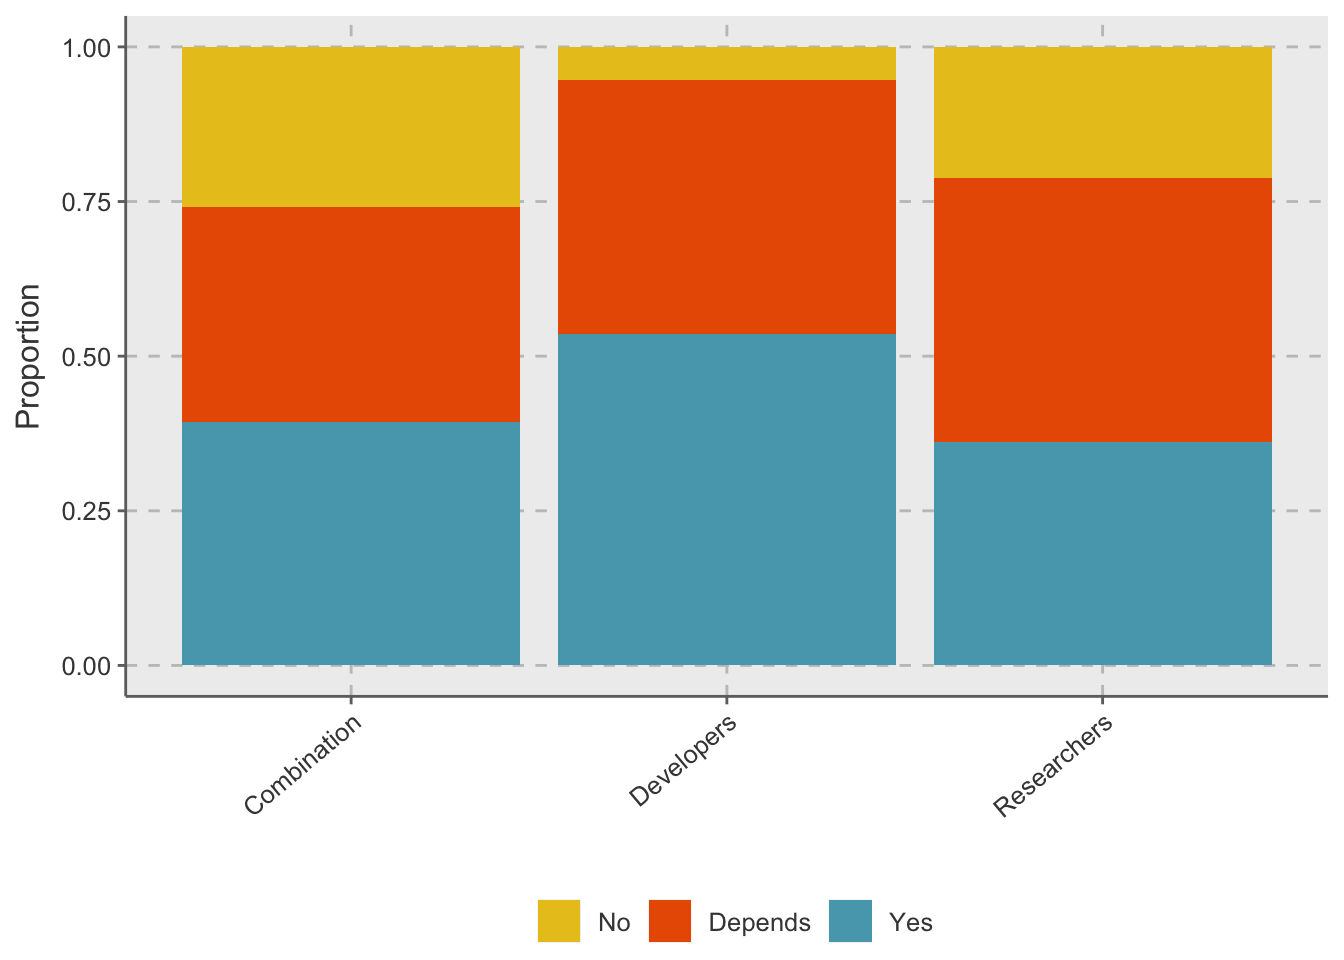 Proportion
1.00
0.75
0.50
0.25
0.00
Combination
Developers
Researchers
No
Depends
Yes